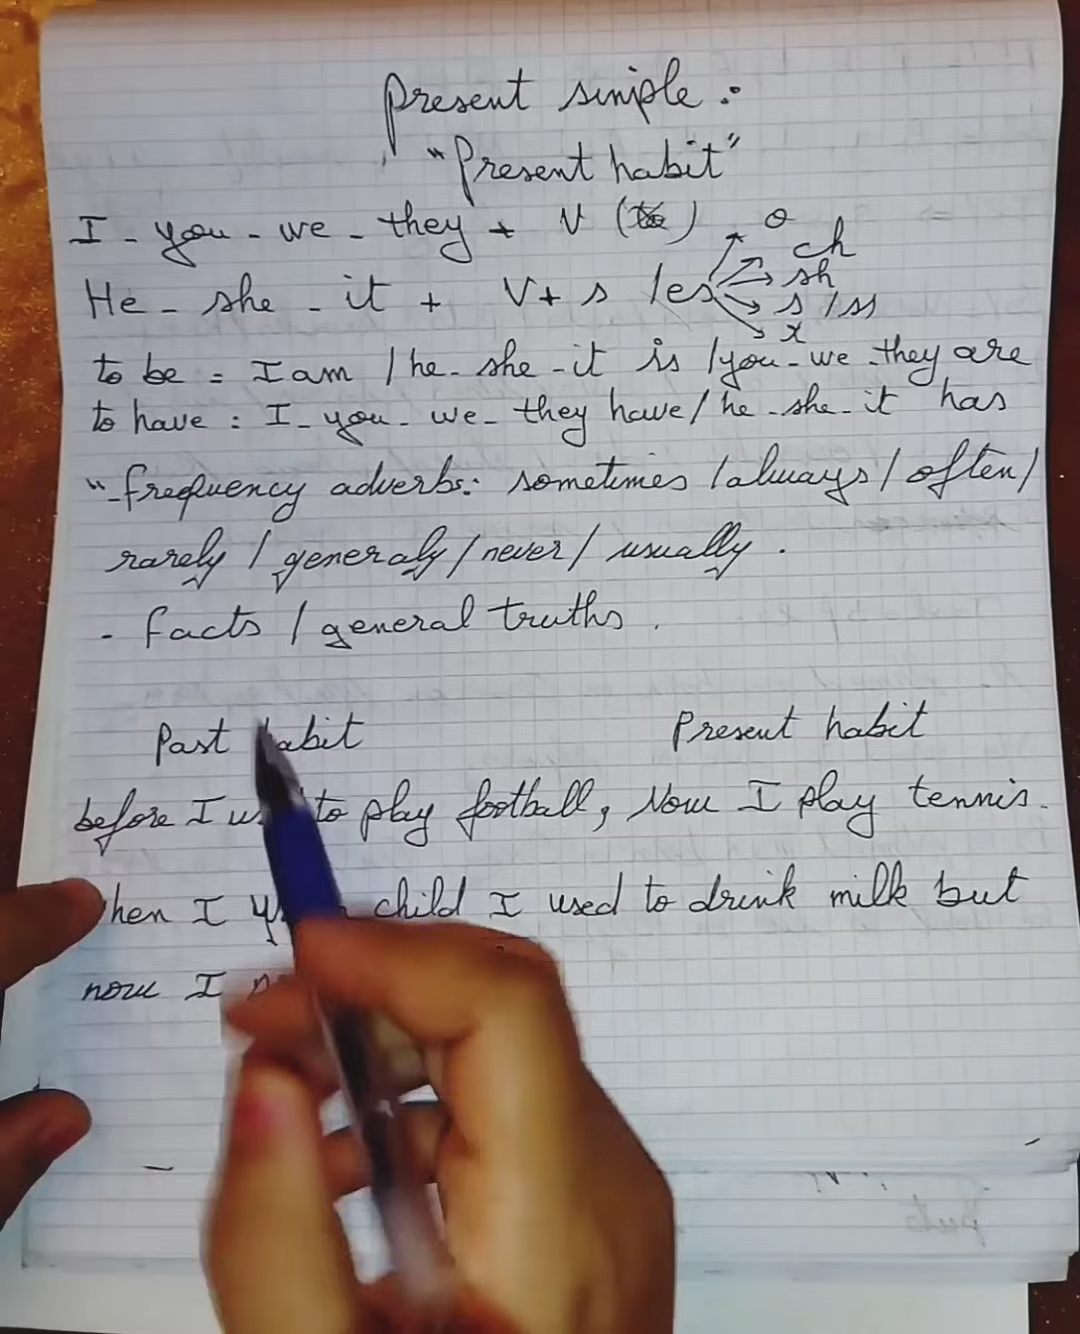 Present simple :
"Present habit"
I - you - we - they + V (to)
o
ch
He - she - it + V + s / es
sh
s / ss
x
to be = I am / he - she - it is / you - we - they are
to have : I - you - we - they have / he - she - it has
"- frequency adverbs: sometimes / always / often /
rarely / generaly / never / usually .
- facts / general truths .
Past habit Present habit
before I to play football, Now I play tennis.
I child I used to drink milk but
now I